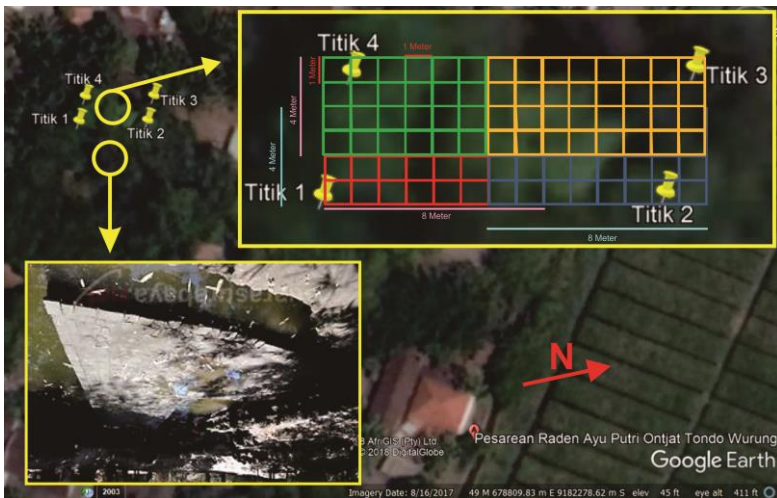 Titik 4
Titik 3
Titik 1
Titik 2
Titik 4
1 Meter
Titik 3
1 Meter
4 Meter
4 Meter
Titik 1
Titik 2
8 Meter
8 Meter
N
AfriGIS (Pty) Ltd.
© 2018 DigitalGlobe
Pesarean Raden Ayu Putri Ontjat Tondo Wurung
Google Earth
2003
Imagery Date: 8/16/2017 49 M 678809.83 m E 9182278.62 m S elev 45 ft eye alt 411 ft